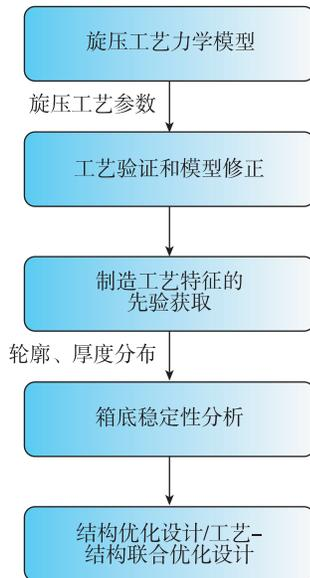 旋压工艺力学模型
旋压工艺参数
工艺验证和模型修正
制造工艺特征的
先验获取
轮廓、厚度分布
箱底稳定性分析
结构优化设计/工艺–
结构联合优化设计